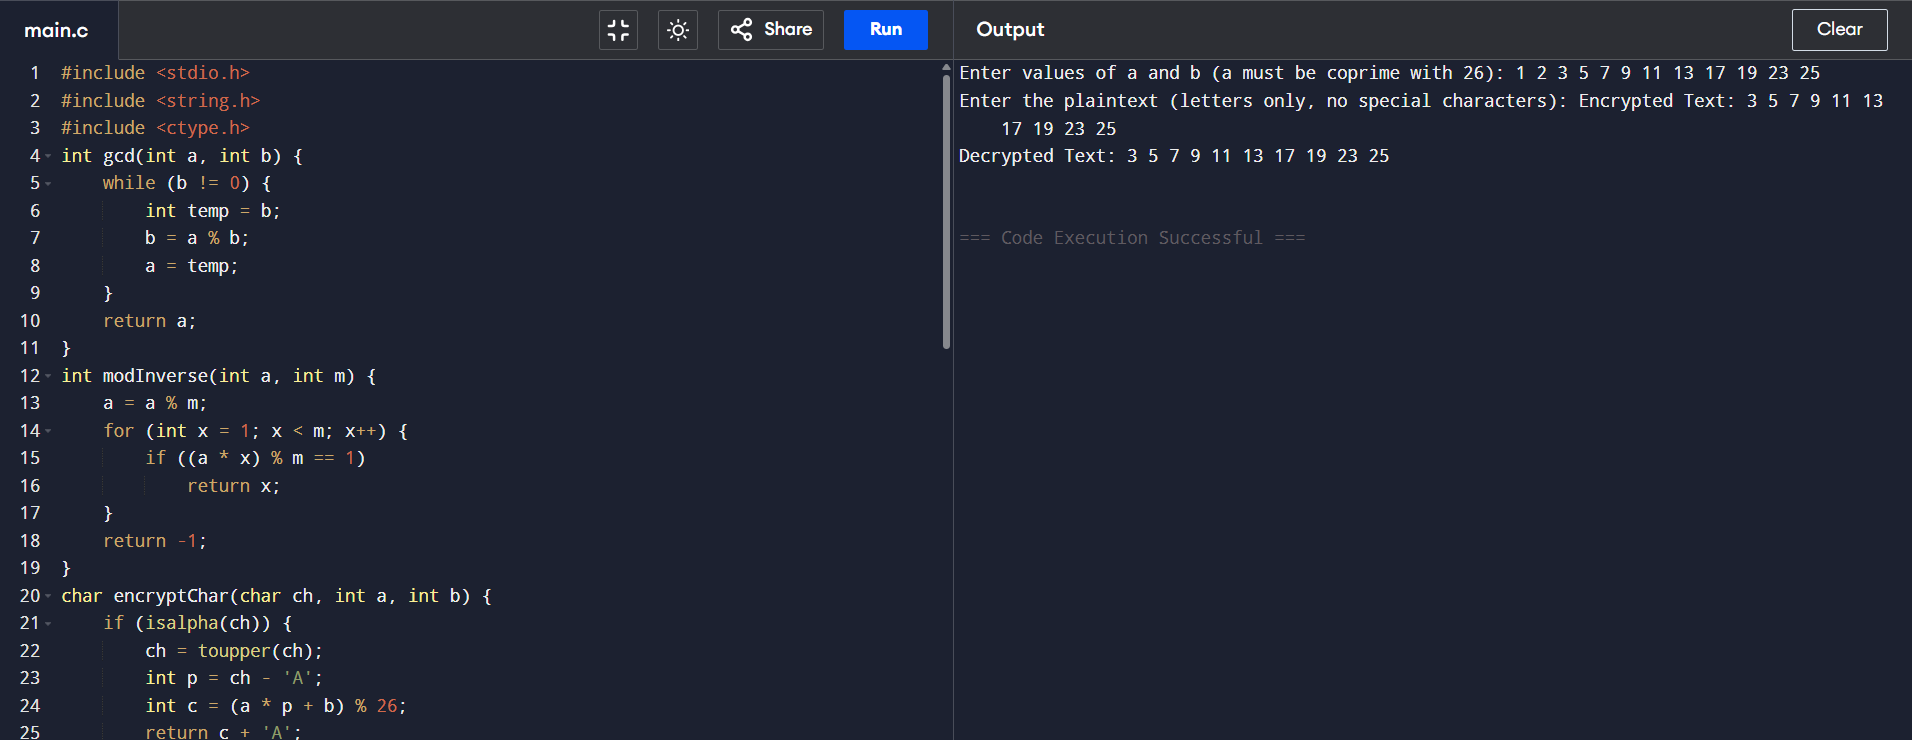 main.c
Share
Run
Output
Clear
1 #include <stdio.h>
2 #include <string.h>
3 #include <ctype.h>
4 int gcd(int a, int b) {
5     while (b != 0) {
6         int temp = b;
7         b = a % b;
8         a = temp;
9     }
10     return a;
11 }
12 int modInverse(int a, int m) {
13     a = a % m;
14     for (int x = 1; x < m; x++) {
15         if ((a * x) % m == 1)
16             return x;
17     }
18     return -1;
19 }
20 char encryptChar(char ch, int a, int b) {
21     if (isalpha(ch)) {
22         ch = toupper(ch);
23         int p = ch - 'A';
24         int c = (a * p + b) % 26;
25         return c + 'A';
Enter values of a and b (a must be coprime with 26): 1 2 3 5 7 9 11 13 17 19 23 25
Enter the plaintext (letters only, no special characters): Encrypted Text: 3 5 7 9 11 13
17 19 23 25
Decrypted Text: 3 5 7 9 11 13 17 19 23 25
=== Code Execution Successful ===